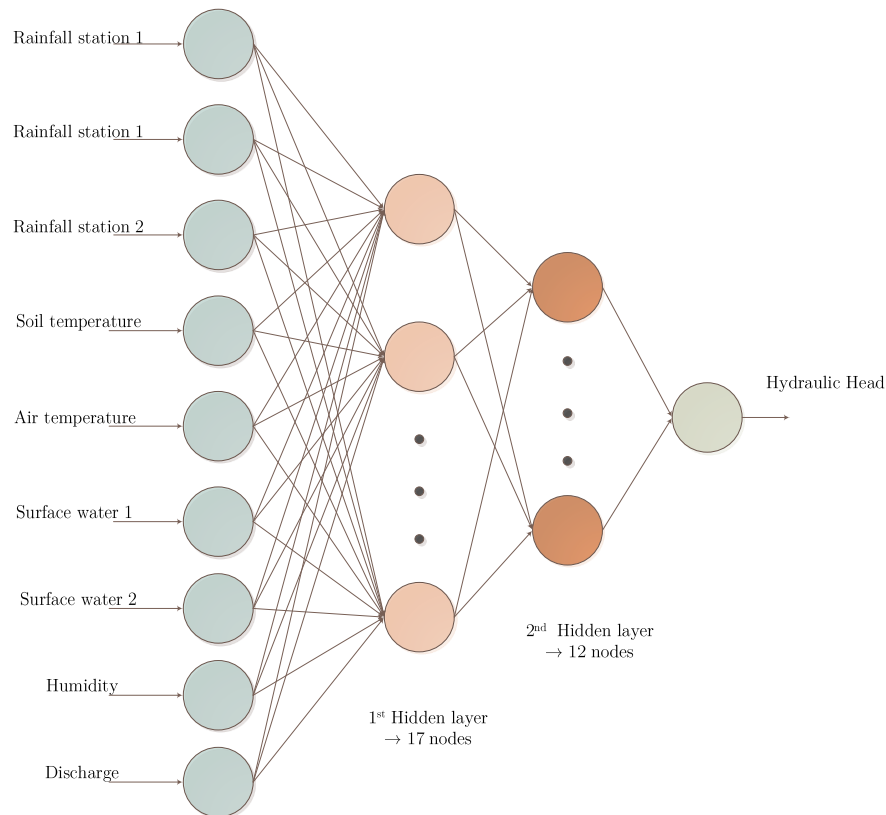 Rainfall station 1
Rainfall station 1
Rainfall station 2
Soil temperature
Air temperature
Surface water 1
Surface water 2
Humidity
Discharge
1st Hidden layer
→ 17 nodes
2nd Hidden layer
→ 12 nodes
Hydraulic Head